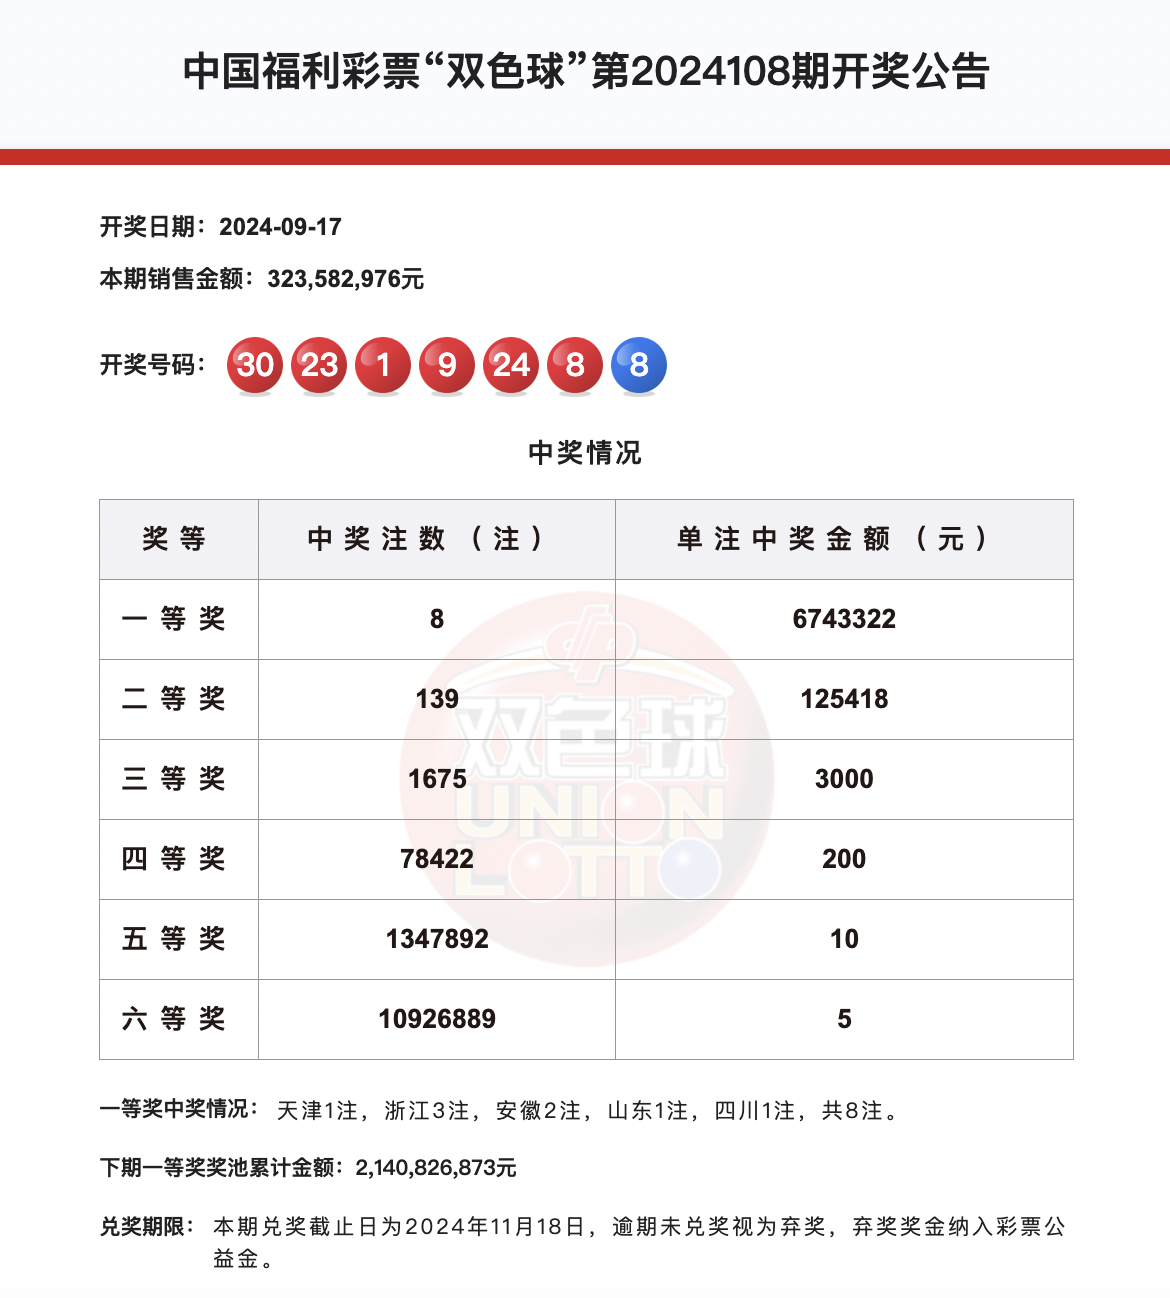 中国福利彩票“双色球”第2024108期开奖公告
开奖日期：2024-09-17
本期销售金额：323,582,976元
开奖号码： 30 23 1 9 24 8 8
中奖情况
奖等 中奖注数（注） 单注中奖金额（元）
一等奖 8 6743322
二等奖 139 125418
三等奖 1675 3000
四等奖 78422 200
五等奖 1347892 10
六等奖 10926889 5
双色球
UNION
LOTTO
一等奖中奖情况： 天津1注，浙江3注，安徽2注，山东1注，四川1注，共8注。
下期一等奖奖池累计金额：2,140,826,873元
兑奖期限： 本期兑奖截止日为2024年11月18日，逾期未兑奖视为弃奖，弃奖奖金纳入彩票公
益金。